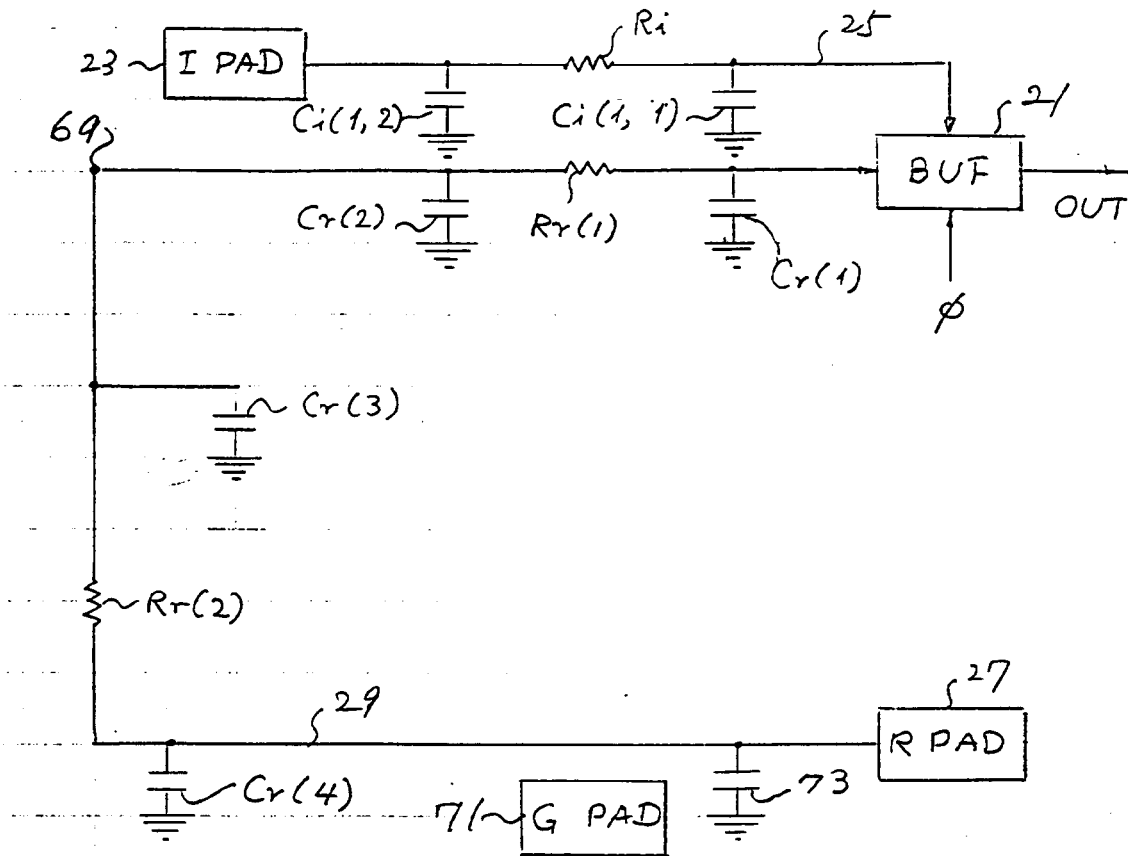 Ri
25
23
I PAD
Ci(1,2)
Ci(1,1)
21
69
BUF
OUT
Cr(2)
Rr(1)
Cr(1)
φ
Cr(3)
Rr(2)
29
27
R PAD
Cr(4)
71
G PAD
73